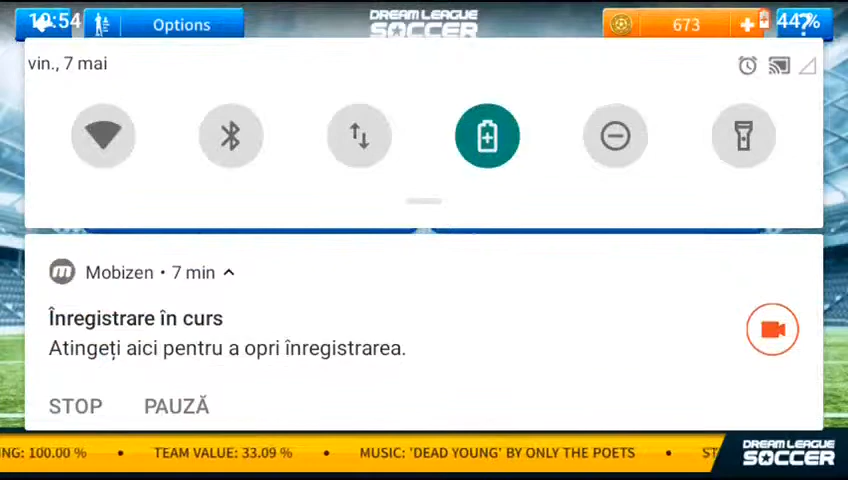 10:54
Options
DREAM LEAGUE
SOCCER
673
+
44%
vin., 7 mai
Mobizen • 7 min
Înregistrare în curs
Atingeți aici pentru a opri înregistrarea.
STOP PAUZĂ
NG: 100.00 % • TEAM VALUE: 33.09 % • MUSIC: 'DEAD YOUNG' BY ONLY THE POETS • ST
DREAM LEAGUE
SOCCER